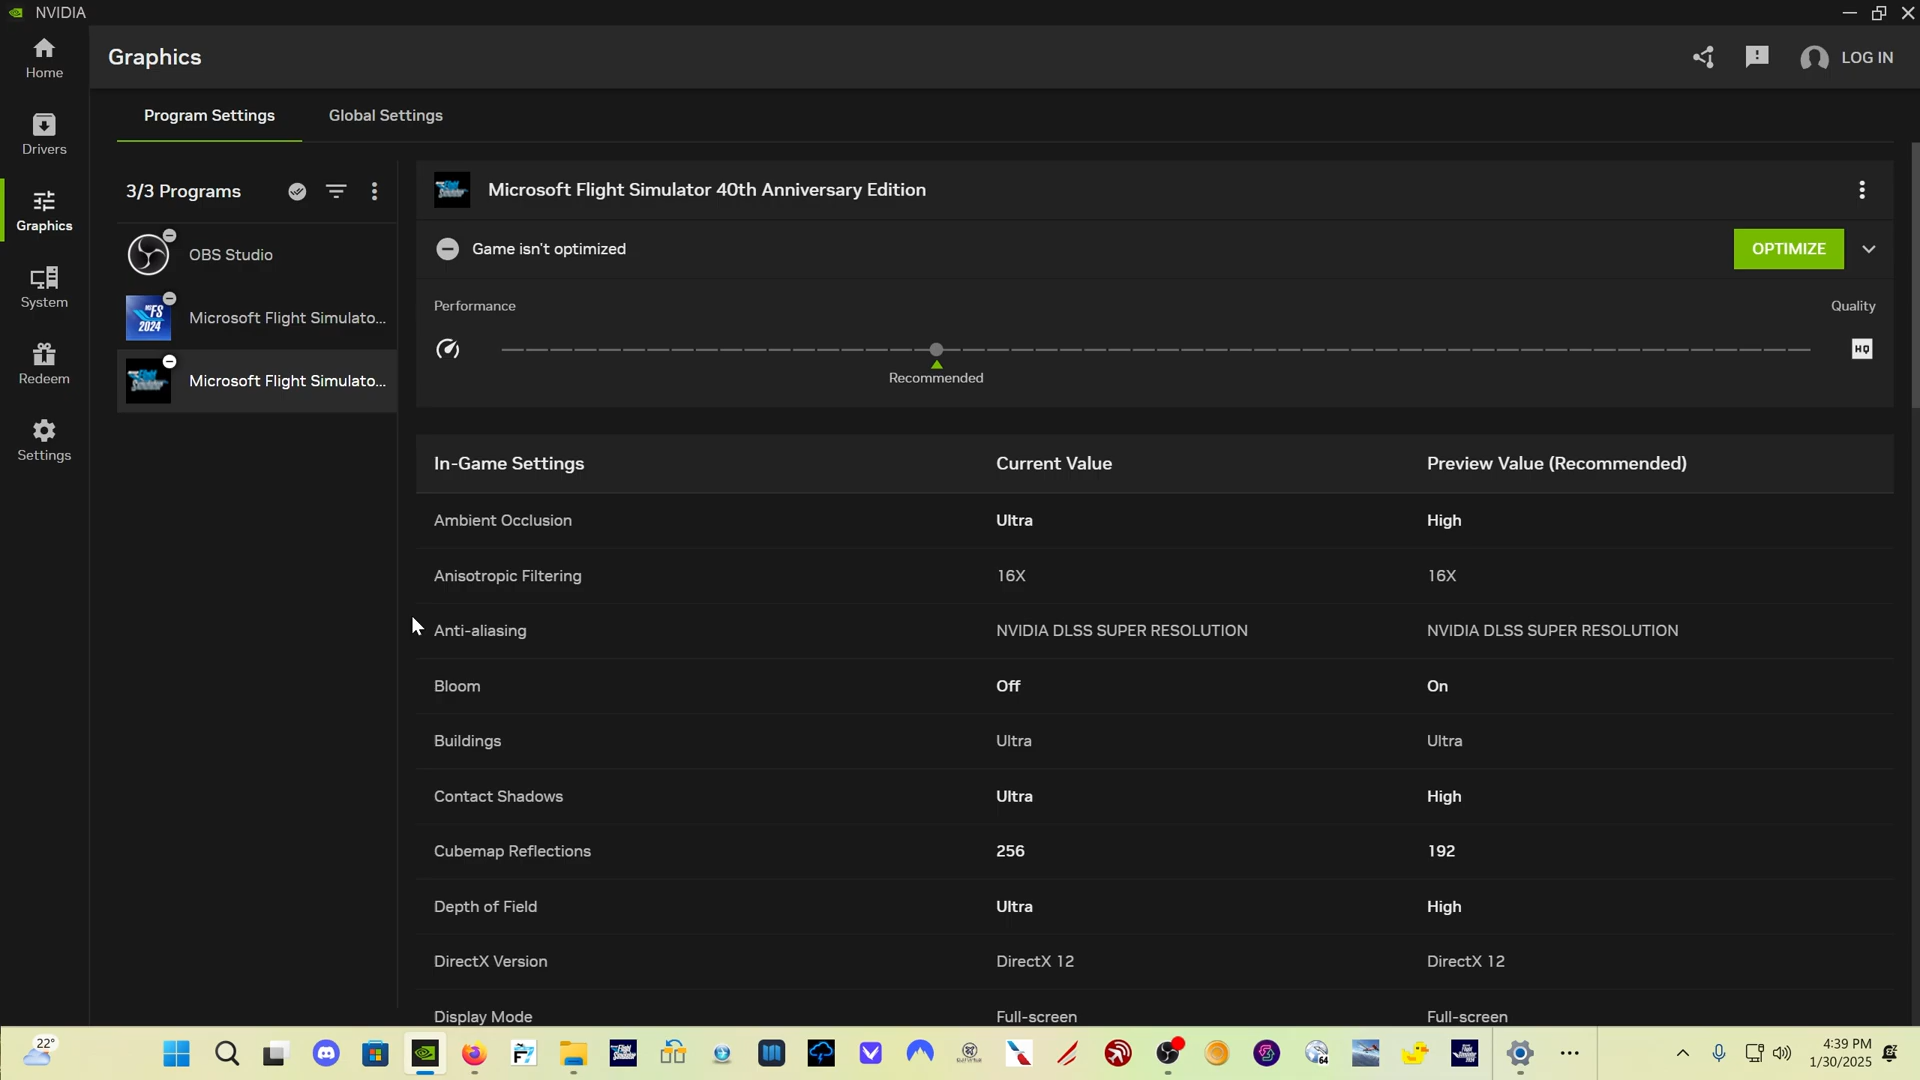 NVIDIA
Home
Drivers
Graphics
System
Redeem
Settings
Graphics
LOG IN
Program Settings
Global Settings
3/3 Programs
OBS Studio
MSFS 2024
Microsoft Flight Simulato...
Microsoft Flight Simulato...
Microsoft Flight Simulator 40th Anniversary Edition
Game isn't optimized
OPTIMIZE
Performance
Quality
HQ
Recommended
In-Game Settings Current Value Preview Value (Recommended)
Ambient Occlusion Ultra High
Anisotropic Filtering 16X 16X
Anti-aliasing NVIDIA DLSS SUPER RESOLUTION NVIDIA DLSS SUPER RESOLUTION
Bloom Off On
Buildings Ultra Ultra
Contact Shadows Ultra High
Cubemap Reflections 256 192
Depth of Field Ultra High
DirectX Version DirectX 12 DirectX 12
Display Mode Full-screen Full-screen
22°
64
4:39 PM
1/30/2025